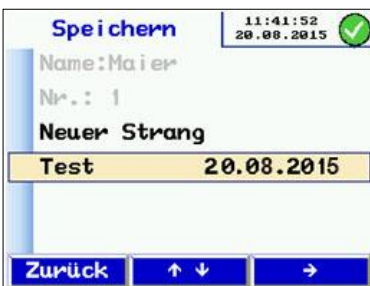 Speichern
11:41:52
20.08.2015
Name:Maier
Nr.: 1
Neuer Strang
Test 20.08.2015
Zurück ↑ ↓ →